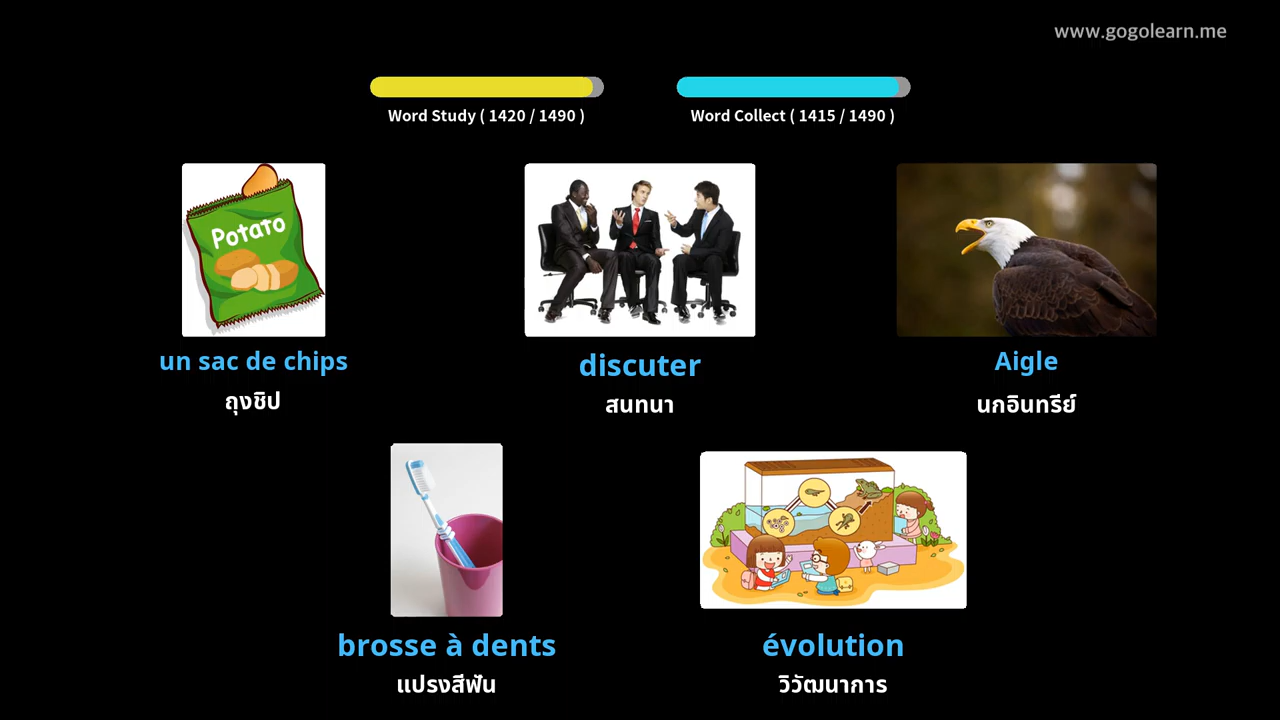 www.gogolearn.me
Word Study ( 1420 / 1490 )
Word Collect ( 1415 / 1490 )
Potato
un sac de chips
ถุงชิป
discuter
สนทนา
Aigle
นกอินทรีย์
brosse à dents
แปรงสีฟัน
évolution
วิวัฒนาการ